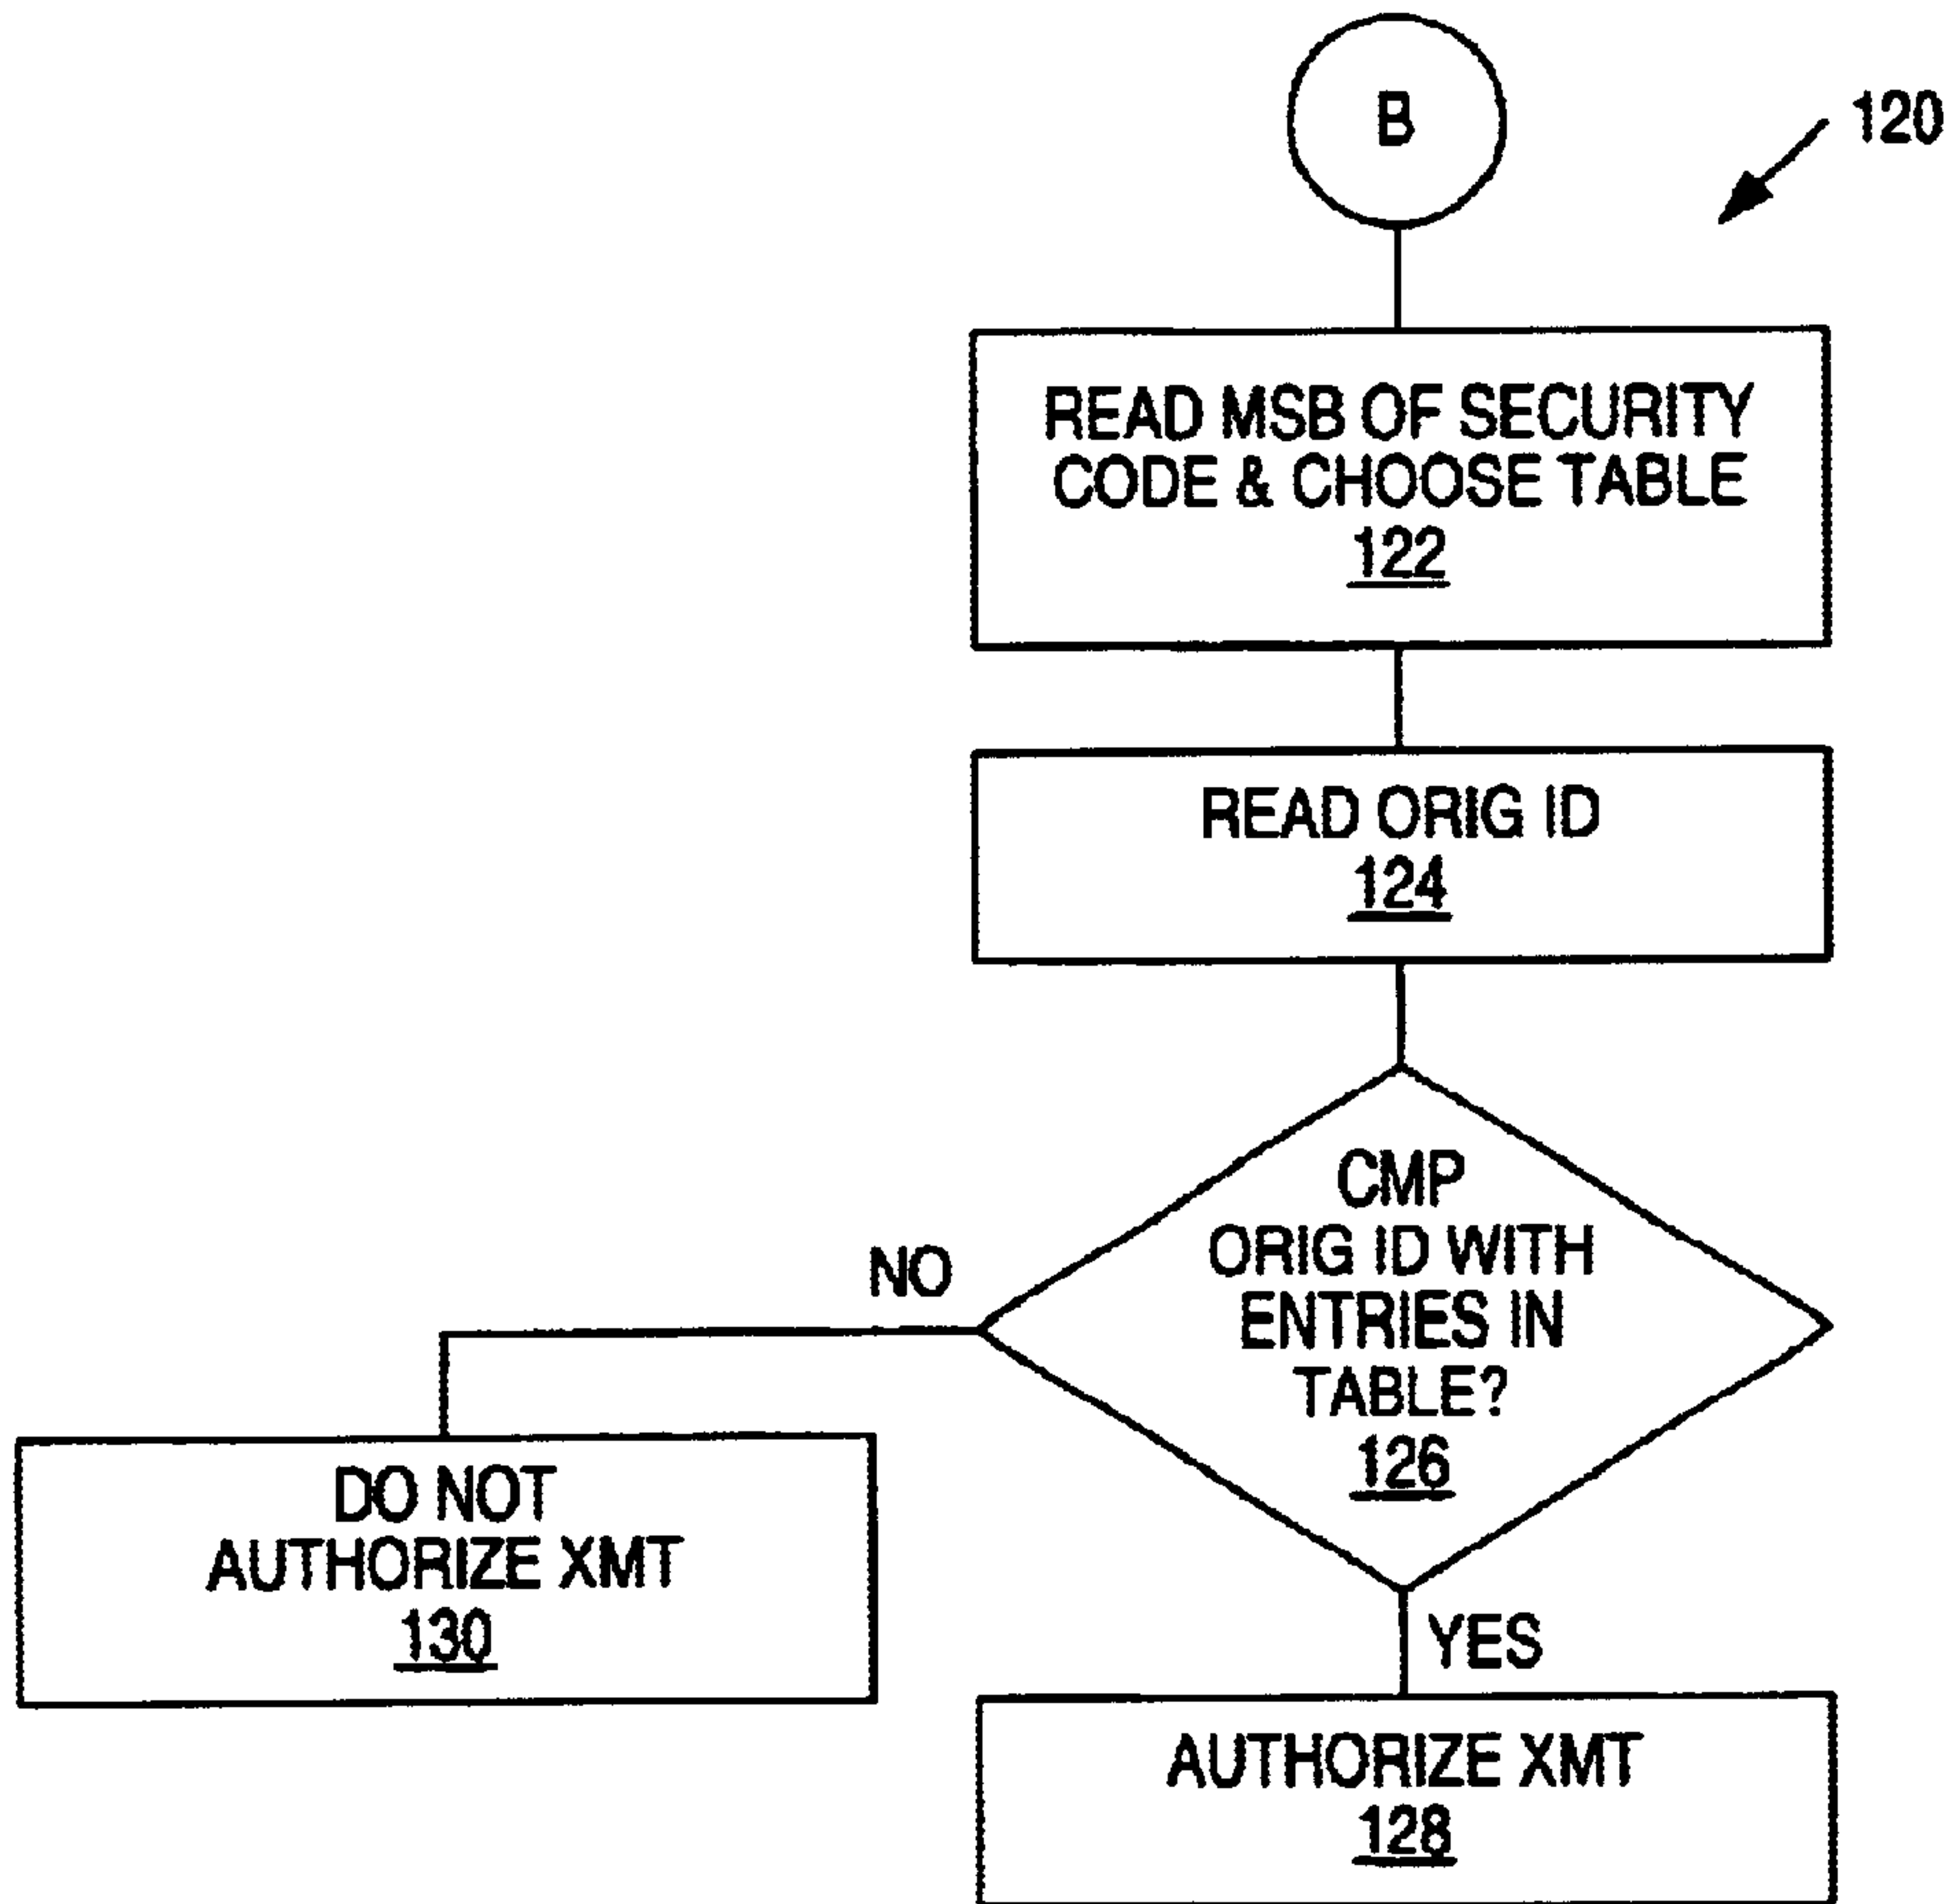 B
120
READ MSB OF SECURITY
CODE & CHOOSE TABLE
122
READ ORIG ID
124
CMP
ORIG ID WITH
ENTRIES IN
TABLE?
126
NO
DO NOT
AUTHORIZE XMT
130
YES
AUTHORIZE XMT
128